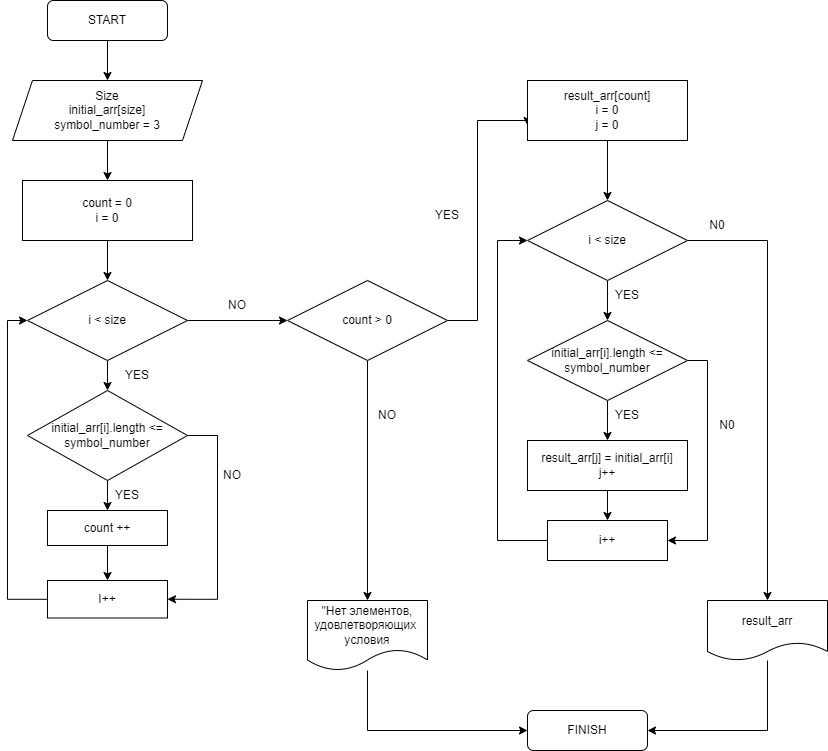 START
Size
initial_arr[size]
symbol_number = 3
count = 0
i = 0
i < size
NO
YES
initial_arr[i].length <=
symbol_number
NO
YES
count ++
I++
count > 0
YES
NO
"Нет элементов,
удовлетворяющих
условия
result_arr[count]
i = 0
j = 0
i < size
N0
YES
initial_arr[i].length <=
symbol_number
YES
N0
result_arr[j] = initial_arr[i]
j++
i++
result_arr
FINISH